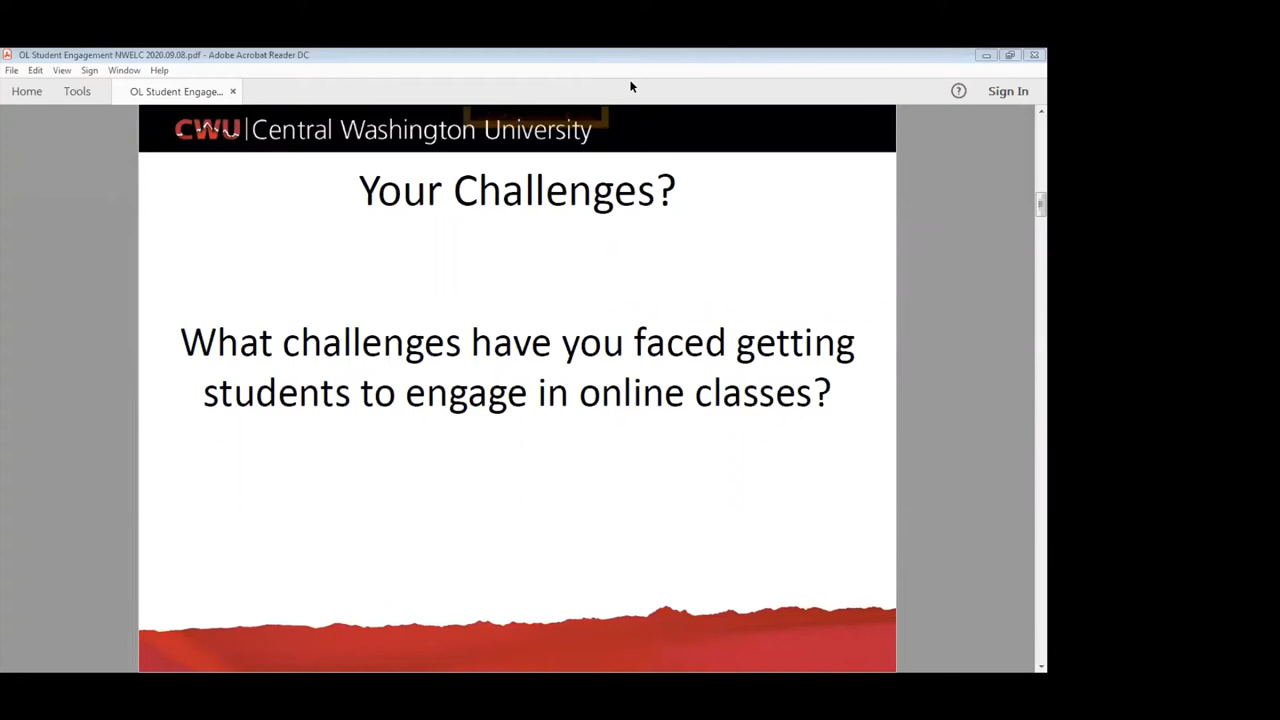 OL Student Engagement NWELC 2020.09.08.pdf - Adobe Acrobat Reader DC
File Edit View Sign Window Help
Home Tools OL Student Engage... × ? Sign In
CWU | Central Washington University
Your Challenges?
What challenges have you faced getting
students to engage in online classes?